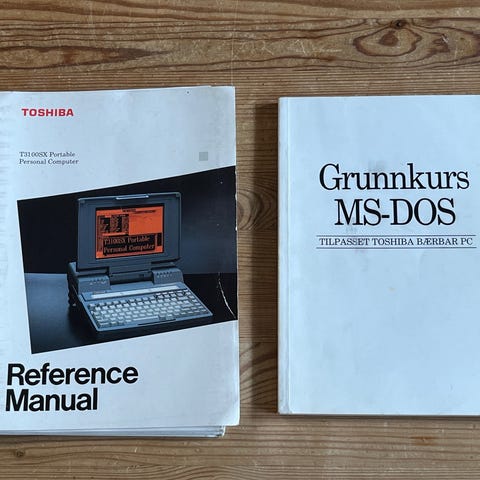 TOSHIBA
T3100SX Portable
Personal Computer
T3100SX Portable
Personal Computer
Reference
Manual
Grunnkurs
MS-DOS
TILPASSET TOSHIBA BÆRBAR PC